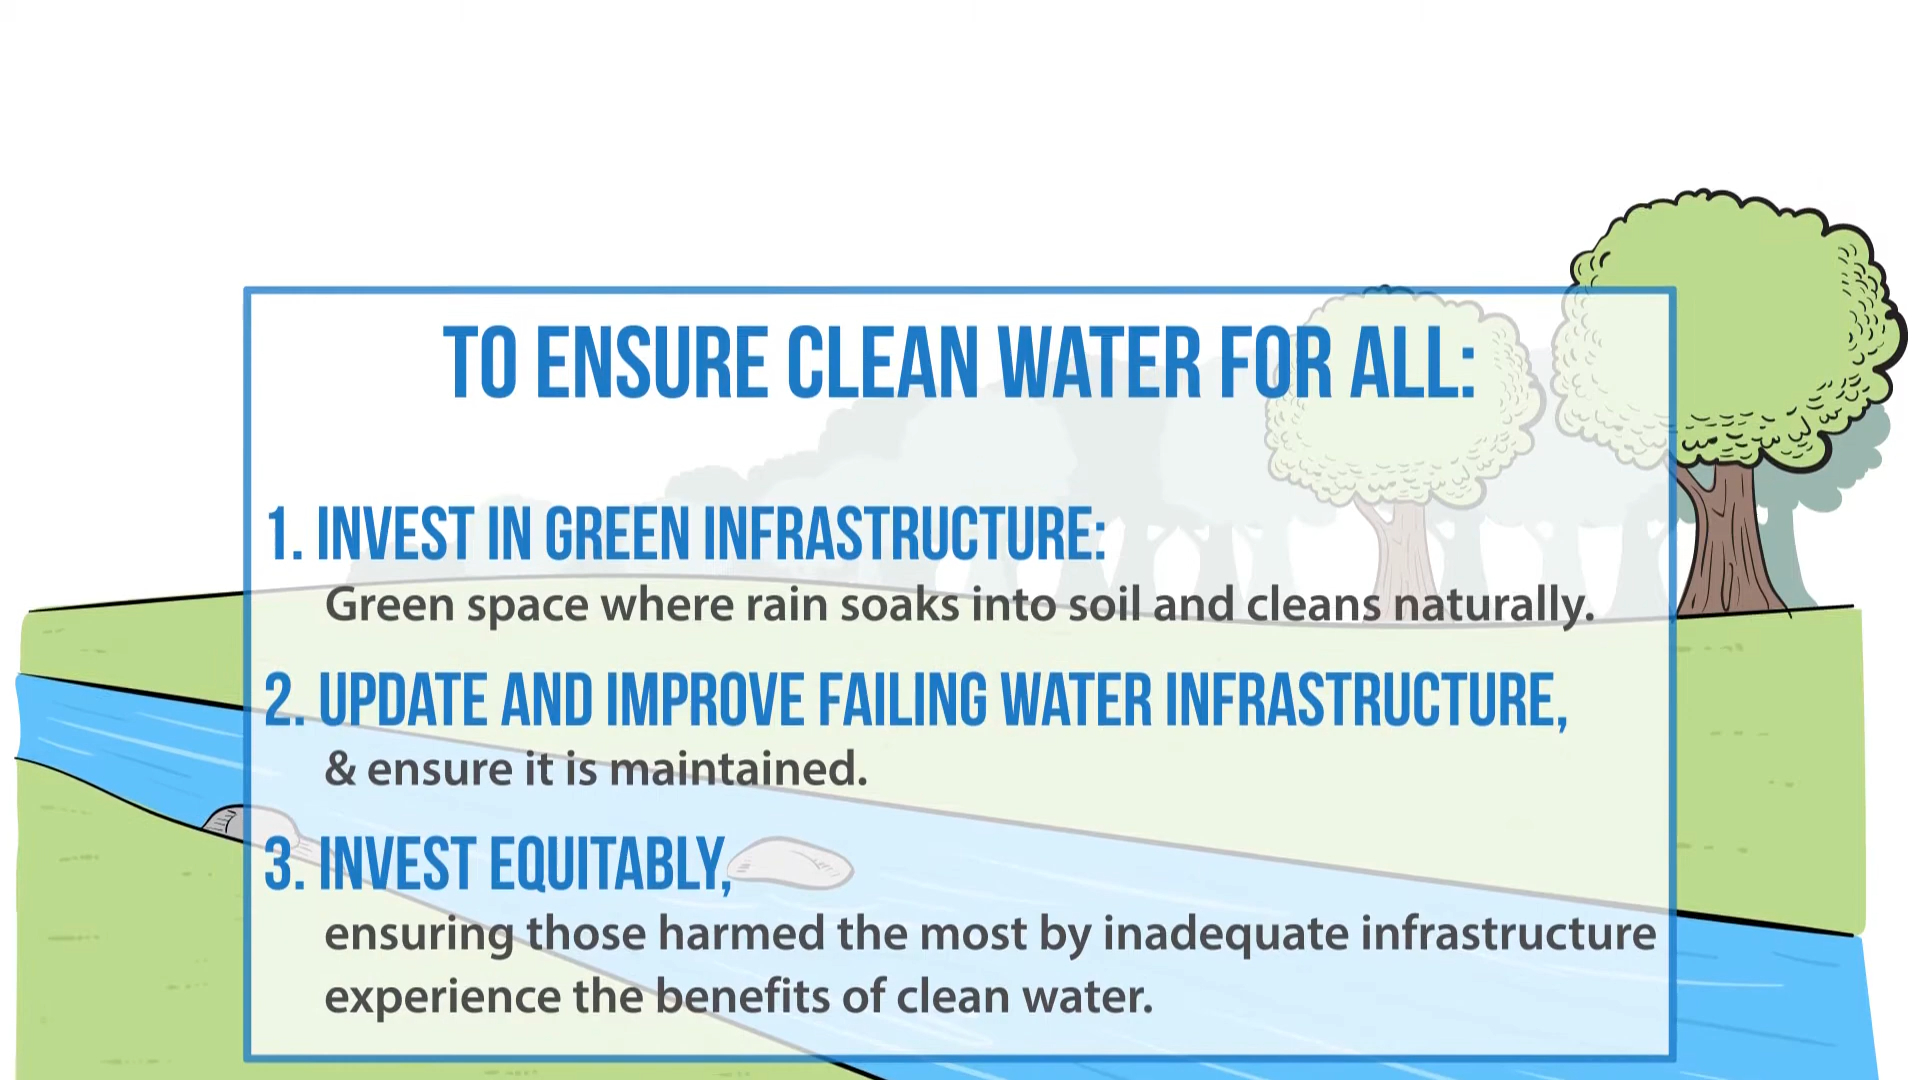 TO ENSURE CLEAN WATER FOR ALL:
1. INVEST IN GREEN INFRASTRUCTURE:
Green space where rain soaks into soil and cleans naturally.
2. UPDATE AND IMPROVE FAILING WATER INFRASTRUCTURE,
& ensure it is maintained.
3. INVEST EQUITABLY,
ensuring those harmed the most by inadequate infrastructure
experience the benefits of clean water.